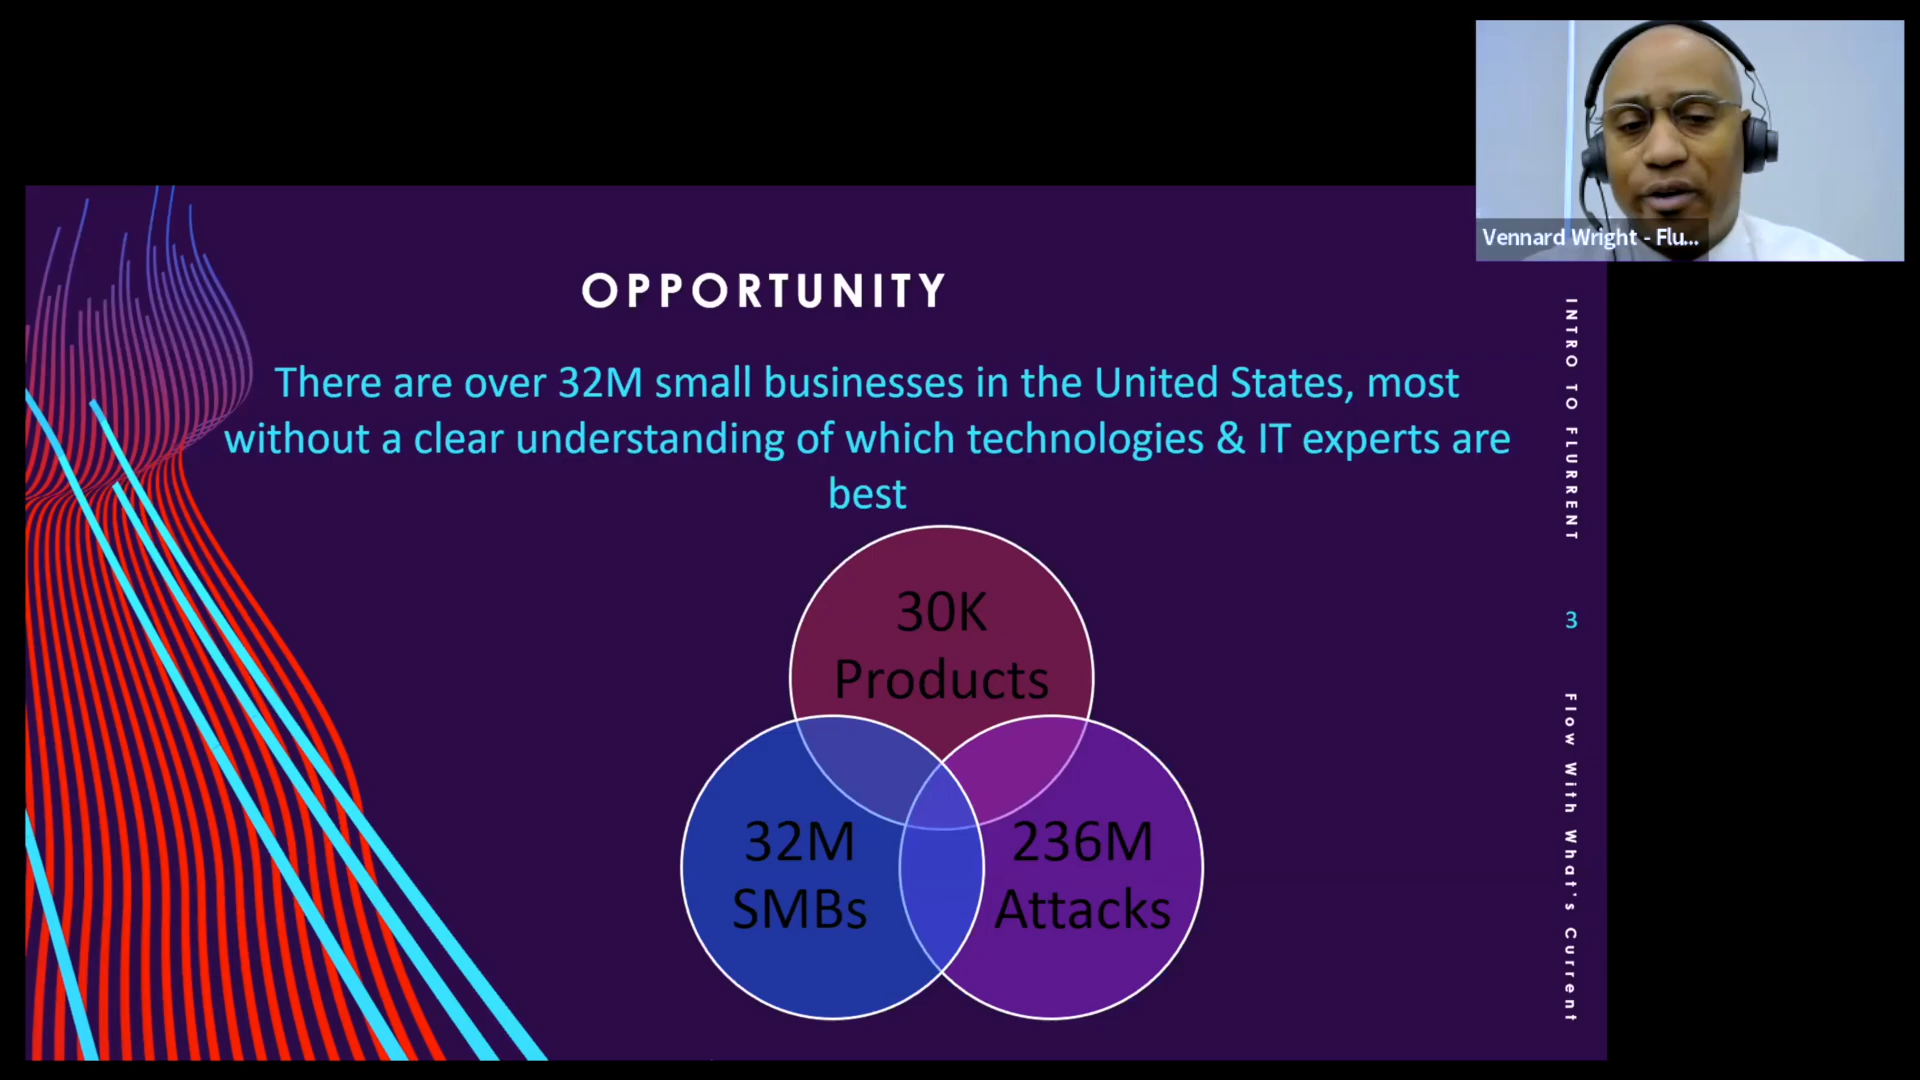 Vennard Wright - Flu...
OPPORTUNITY
There are over 32M small businesses in the United States, most
without a clear understanding of which technologies & IT experts are
best
30K
Products
32M
SMBs
236M
Attacks
INTRO TO FLURRENT
3
Flow With What's Current